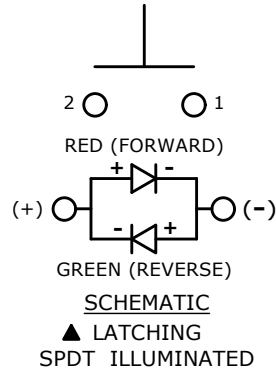 2 1
RED (FORWARD)
+ -
(+) (-)
- +
GREEN (REVERSE)
SCHEMATIC
▲ LATCHING
SPDT ILLUMINATED